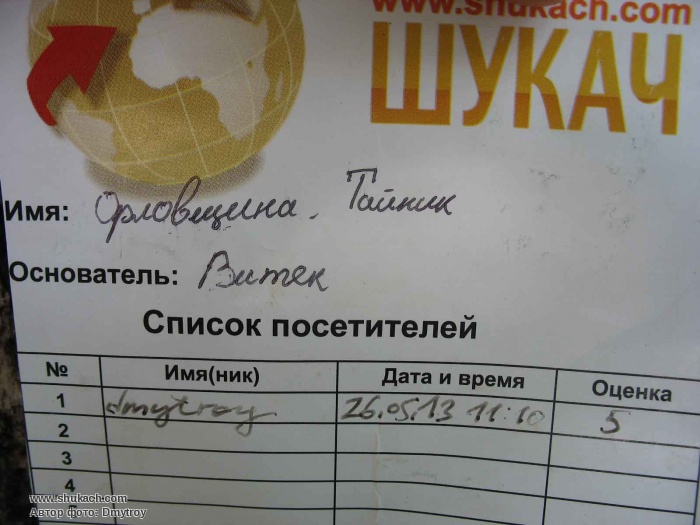 www.shukach.com
ШУКАЧ
Имя: Орловщина. Тайник
Основатель: Витек
Список посетителей
№ Имя(ник) Дата и время Оценка
1 dmytroy 26.05.13 11:10 5
2
3
4
5
www.shukach.com
Автор фото: Dmytroy